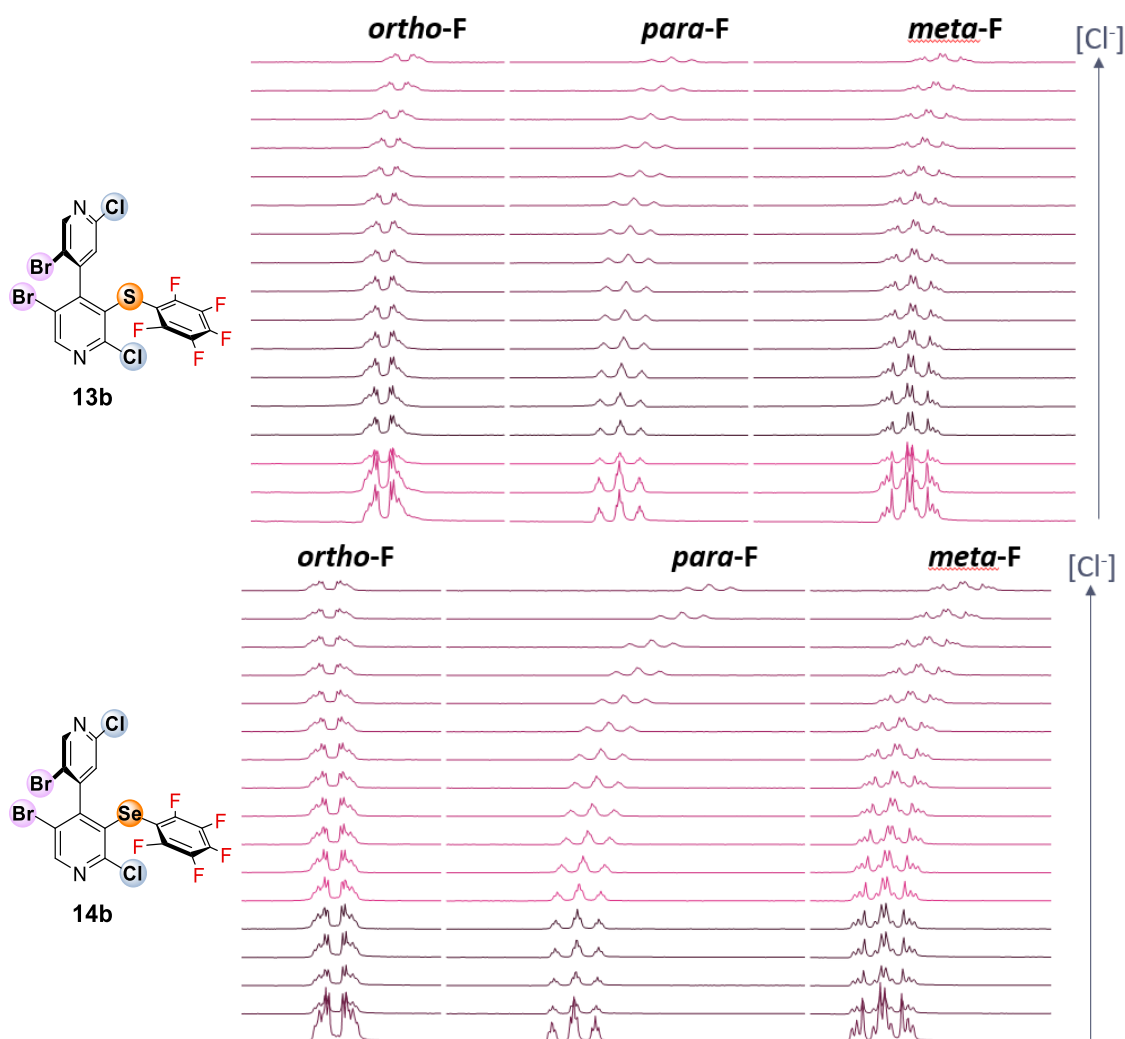 ortho-F para-F meta-F [Cl-]
N
Cl
Br
Br S F
F
F
F
N Cl F
13b
ortho-F para-F meta-F [Cl-]
N
Cl
Br
Br Se F
F
F
F
N Cl F
14b